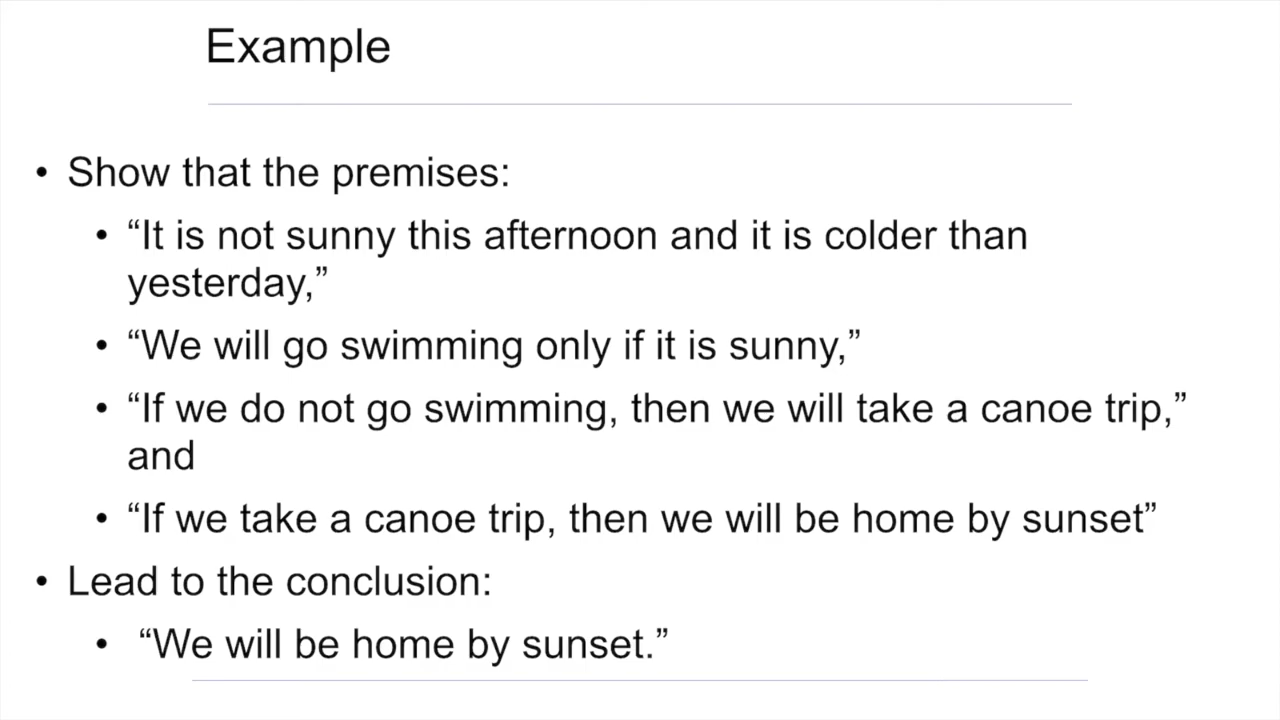 Example
• Show that the premises:
• “It is not sunny this afternoon and it is colder than
yesterday,”
• “We will go swimming only if it is sunny,”
• “If we do not go swimming, then we will take a canoe trip,”
and
• “If we take a canoe trip, then we will be home by sunset”
• Lead to the conclusion:
• “We will be home by sunset.”